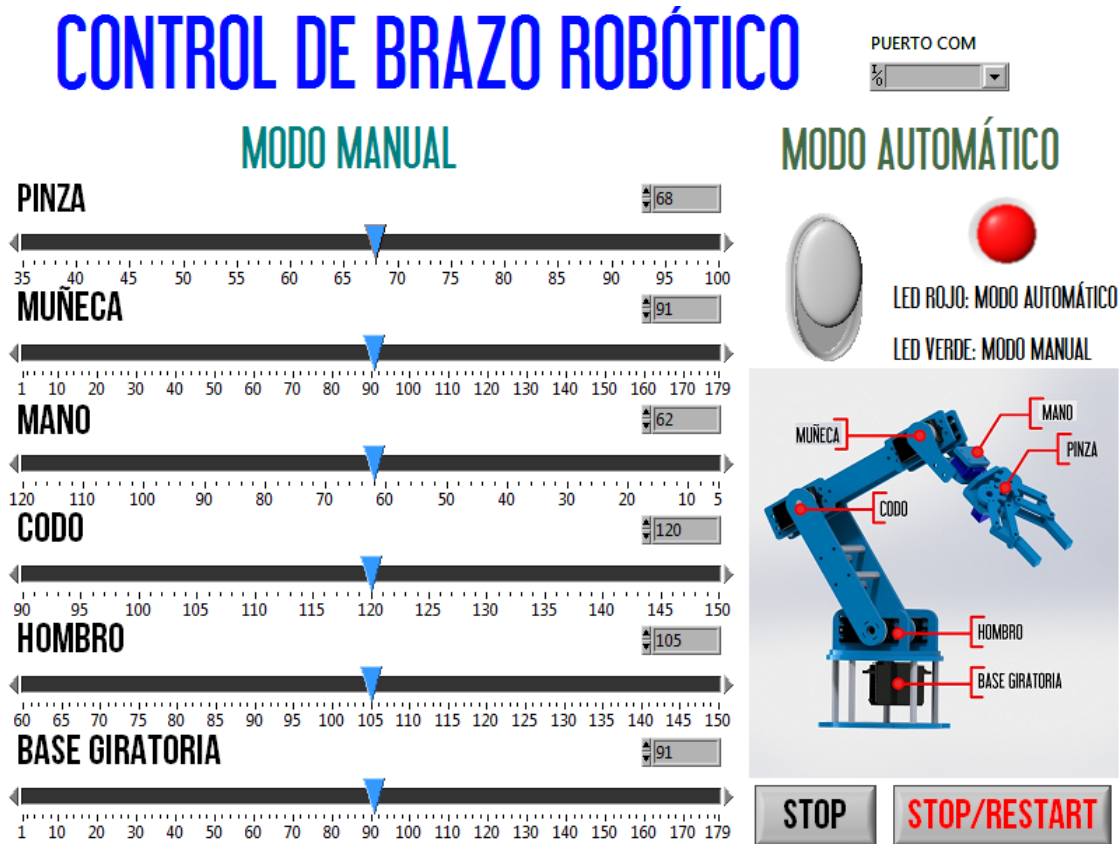 CONTROL DE BRAZO ROBÓTICO
PUERTO COM
I/O
MODO MANUAL
MODO AUTOMÁTICO
PINZA
68
35 40 45 50 55 60 65 70 75 80 85 90 95 100
MUÑECA
91
1 10 20 30 40 50 60 70 80 90 100 110 120 130 140 150 160 170 179
MANO
62
120 110 100 90 80 70 60 50 40 30 20 10 5
CODO
120
90 95 100 105 110 115 120 125 130 135 140 145 150
HOMBRO
105
60 65 70 75 80 85 90 95 100 105 110 115 120 125 130 135 140 145 150
BASE GIRATORIA
91
1 10 20 30 40 50 60 70 80 90 100 110 120 130 140 150 160 170 179
LED ROJO: MODO AUTOMÁTICO
LED VERDE: MODO MANUAL
MANO
MUÑECA
PINZA
CODO
HOMBRO
BASE GIRATORIA
STOP
STOP/RESTART